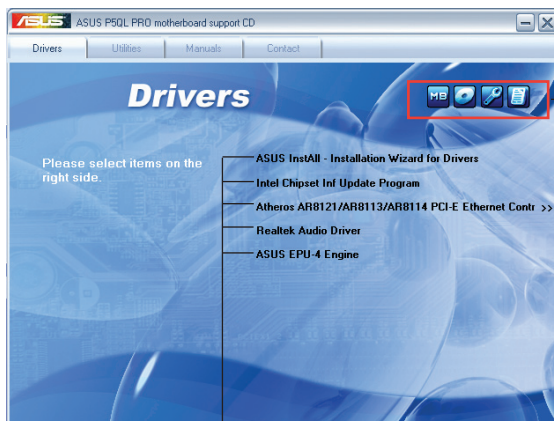 ASUS ASUS P5QL PRO motherboard support CD
Drivers Utilities Manuals Contact
Drivers
MB
Please select items on the
right side.
ASUS InstAll - Installation Wizard for Drivers
Intel Chipset Inf Update Program
Atheros AR8121/AR8113/AR8114 PCI-E Ethernet Contr >>
Realtek Audio Driver
ASUS EPU-4 Engine